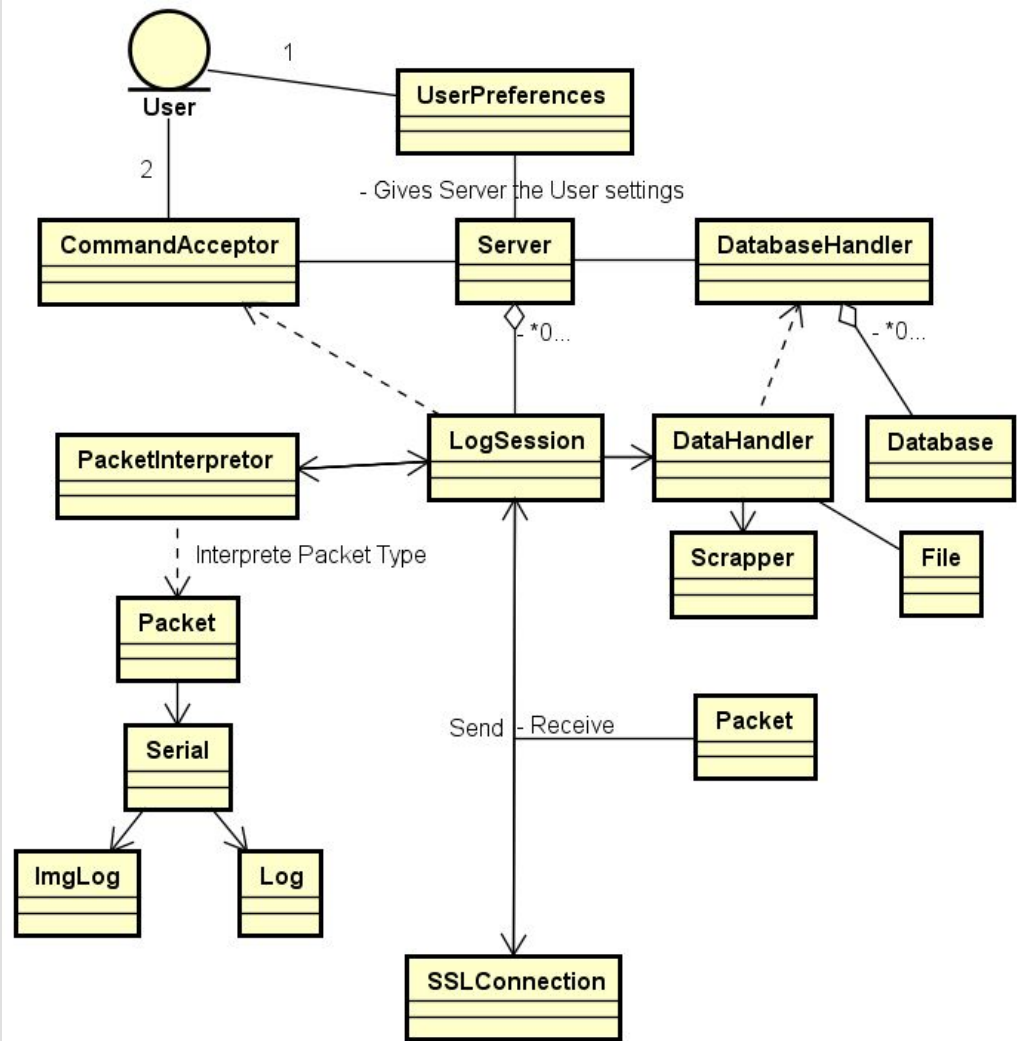 1
User
UserPreferences
2
- Gives Server the User settings
CommandAcceptor
Server
DatabaseHandler
- *0...
- *0...
PacketInterpretor
LogSession
DataHandler
Database
Interprete Packet Type
Scrapper
File
Packet
Send
- Receive
Packet
Serial
ImgLog
Log
SSLConnection